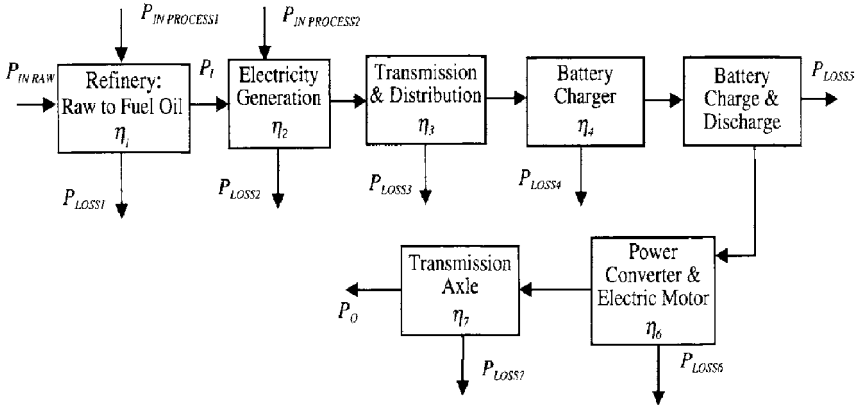 P_IN PROCESS1
P_IN PROCESS2
P_IN RAW
Refinery:
Raw to Fuel Oil
η_1
P_1
Electricity
Generation
η_2
Transmission
& Distribution
η_3
Battery
Charger
η_4
Battery
Charge &
Discharge
P_LOSS5
P_LOSS1
P_LOSS2
P_LOSS3
P_LOSS4
P_O
Transmission
Axle
η_7
Power
Converter &
Electric Motor
η_6
P_LOSS7
P_LOSS6